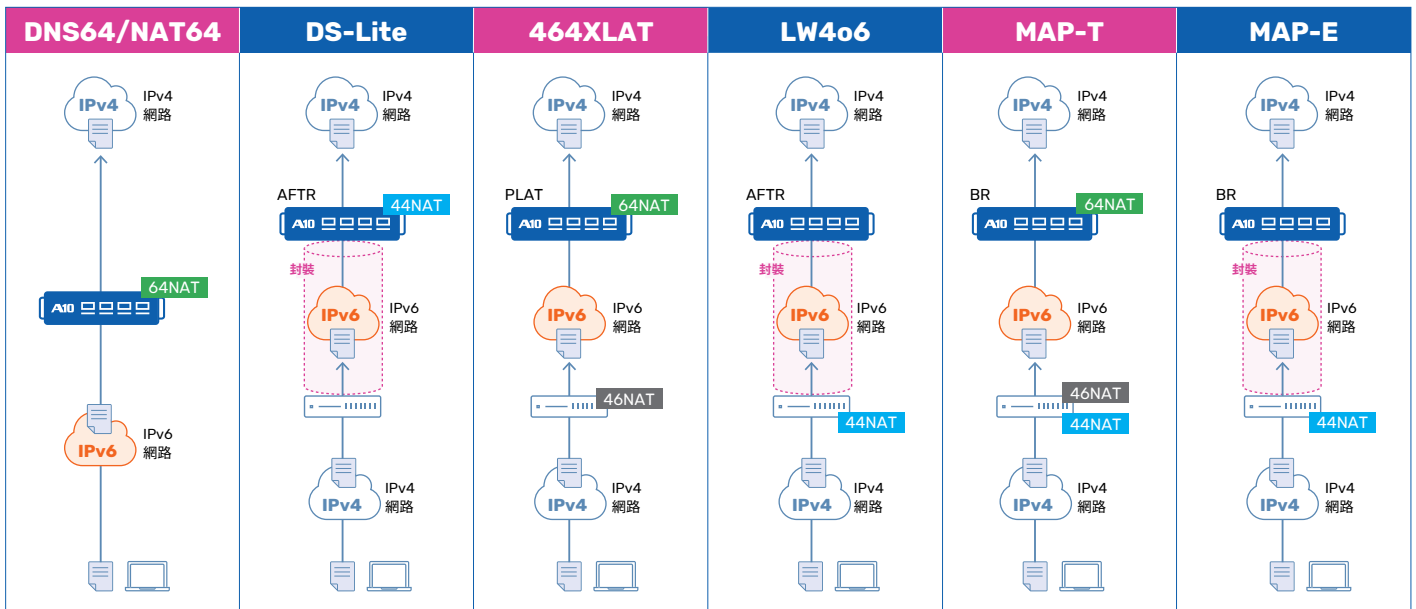 DNS64/NAT64
IPv4
IPv4
網路
64NAT
A10
IPv6
IPv6
網路
DS-Lite
IPv4
IPv4
網路
AFTR
44NAT
A10
封裝
IPv6
IPv6
網路
IPv4
IPv4
網路
464XLAT
IPv4
IPv4
網路
PLAT
64NAT
A10
IPv6
IPv6
網路
46NAT
IPv4
IPv4
網路
LW4o6
IPv4
IPv4
網路
AFTR
A10
封裝
IPv6
IPv6
網路
44NAT
IPv4
IPv4
網路
MAP-T
IPv4
IPv4
網路
BR
64NAT
A10
IPv6
IPv6
網路
46NAT
44NAT
IPv4
IPv4
網路
MAP-E
IPv4
IPv4
網路
BR
A10
封裝
IPv6
IPv6
網路
44NAT
IPv4
IPv4
網路